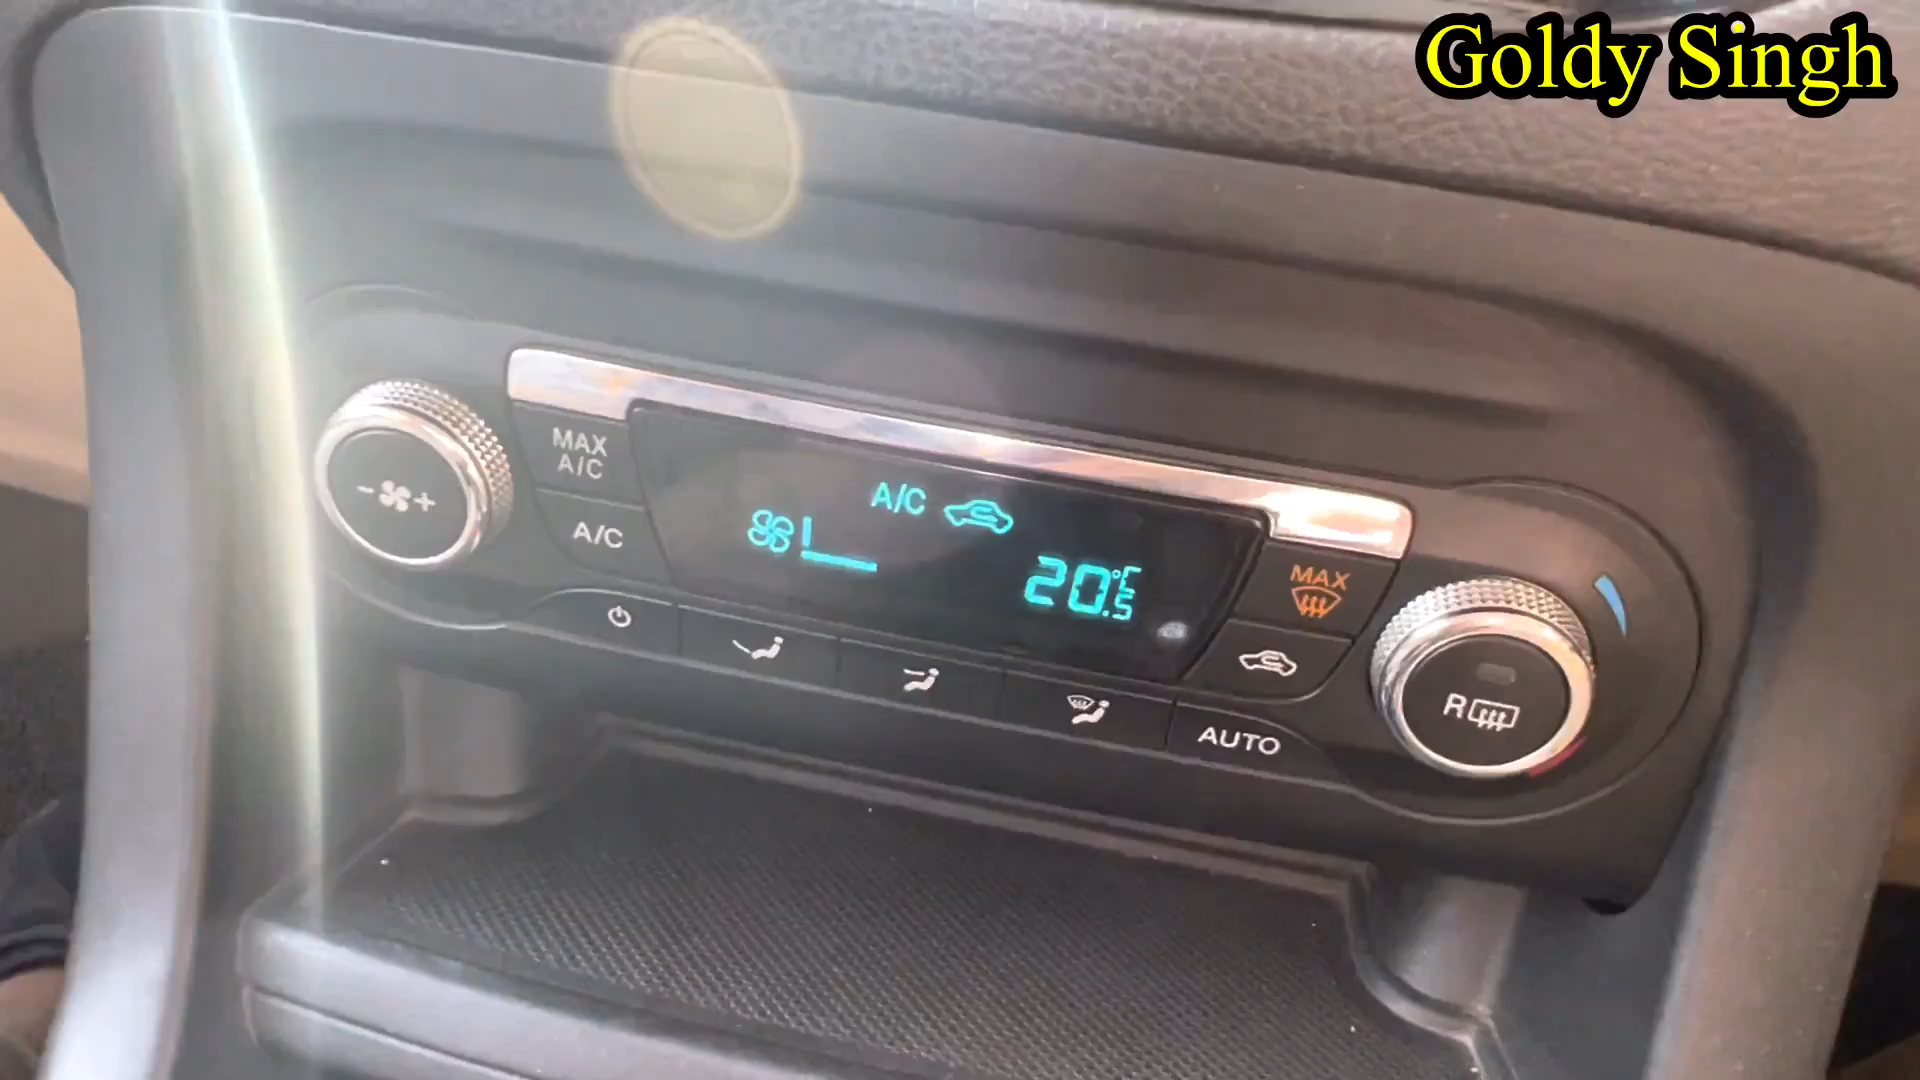 Goldy Singh
MAX
A/C
A/C
A/C
20.5°C
MAX
R
AUTO